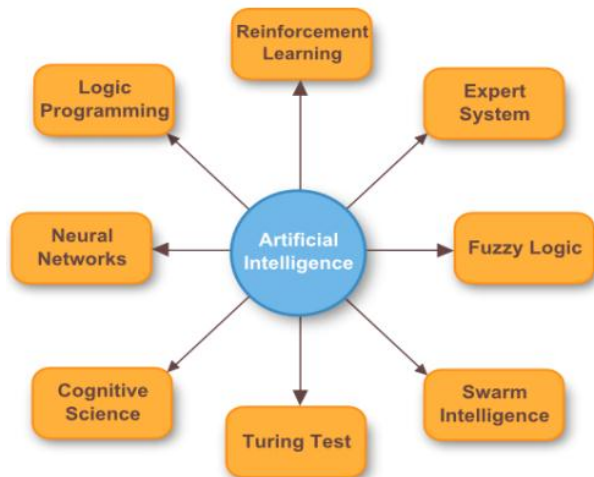 Reinforcement
Learning
Logic
Programming
Expert
System
Neural
Networks
Artificial
Intelligence
Fuzzy Logic
Cognitive
Science
Turing Test
Swarm
Intelligence